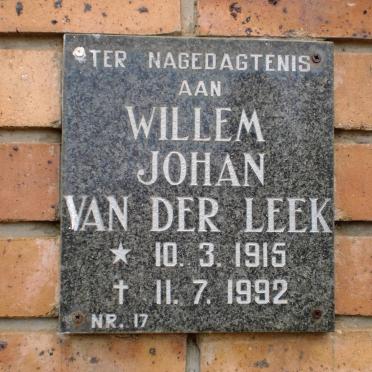 TER NAGEDAGTENIS
AAN
WILLEM
JOHAN
VAN DER LEEK
★ 10. 3. 1915
† 11. 7. 1992
NR. 17